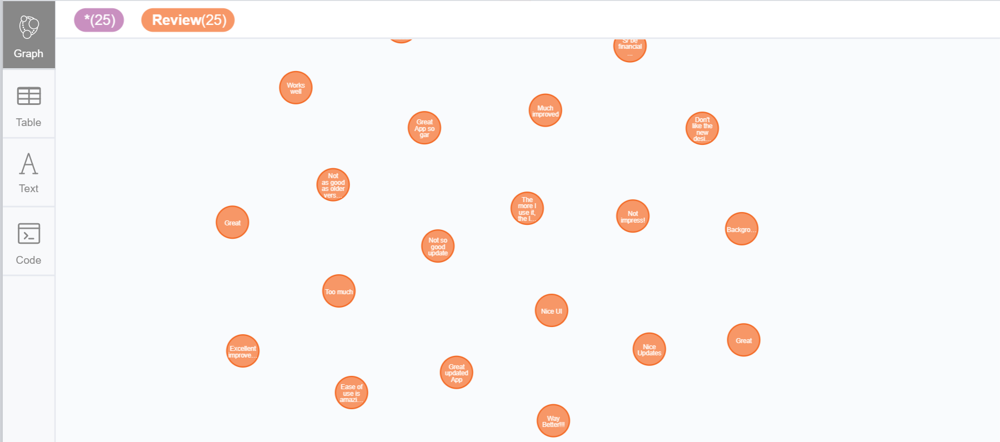 *(25) Review(25)
Graph
Table
Text
Code
S/ be
financial
...
Works
well
Much
improved
Great
App so
gar
Don't
like the
new
desi...
Not
as good
as older
vers...
The
more I
use it,
the l...
Not
impress!
Great
Backgro...
Not so
good
update
Too much
Nice UI
Great
Nice
Updates
Excellent
improve...
Great
updated
App
Ease of
use is
amazi...
Way
Better!!!